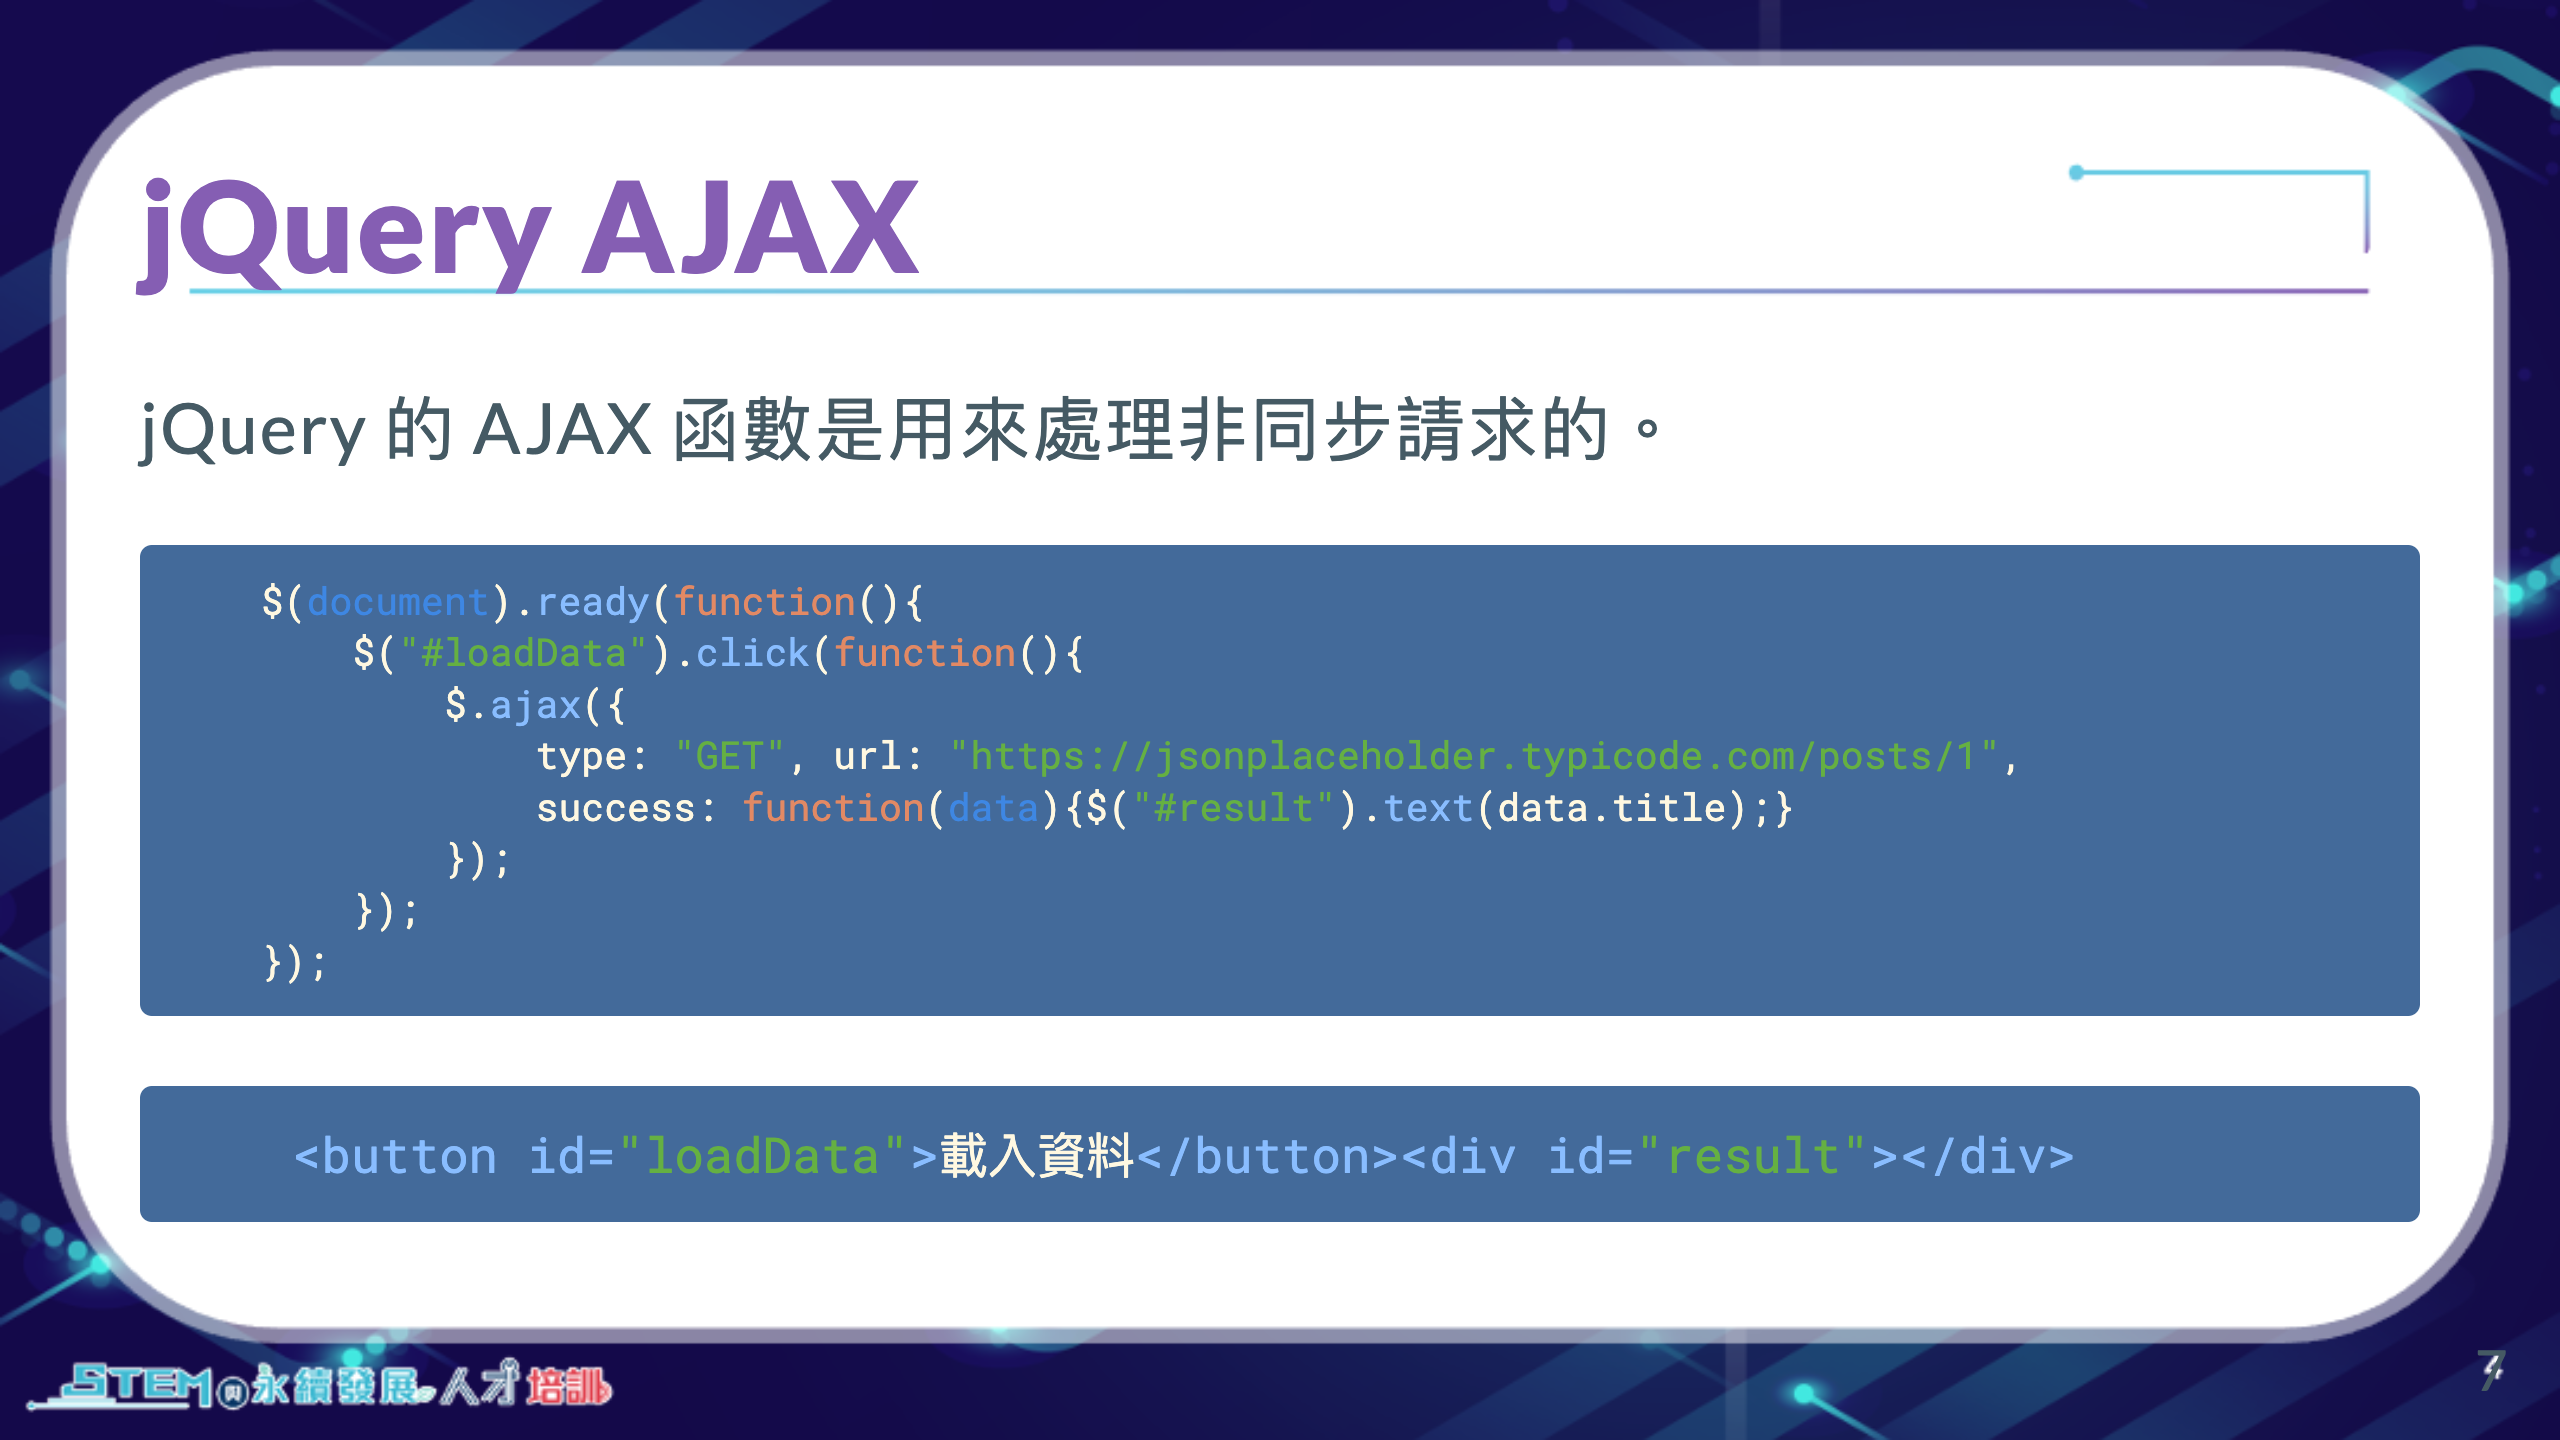 jQuery AJAX
jQuery 的 AJAX 函數是用來處理非同步請求的。
$(document).ready(function(){
    $("#loadData").click(function(){
        $.ajax({
            type: "GET", url: "https://jsonplaceholder.typicode.com/posts/1",
            success: function(data){$("#result").text(data.title);}
        });
    });
});
<button id="loadData">載入資料</button><div id="result"></div>
STEM與永續發展人才培訓